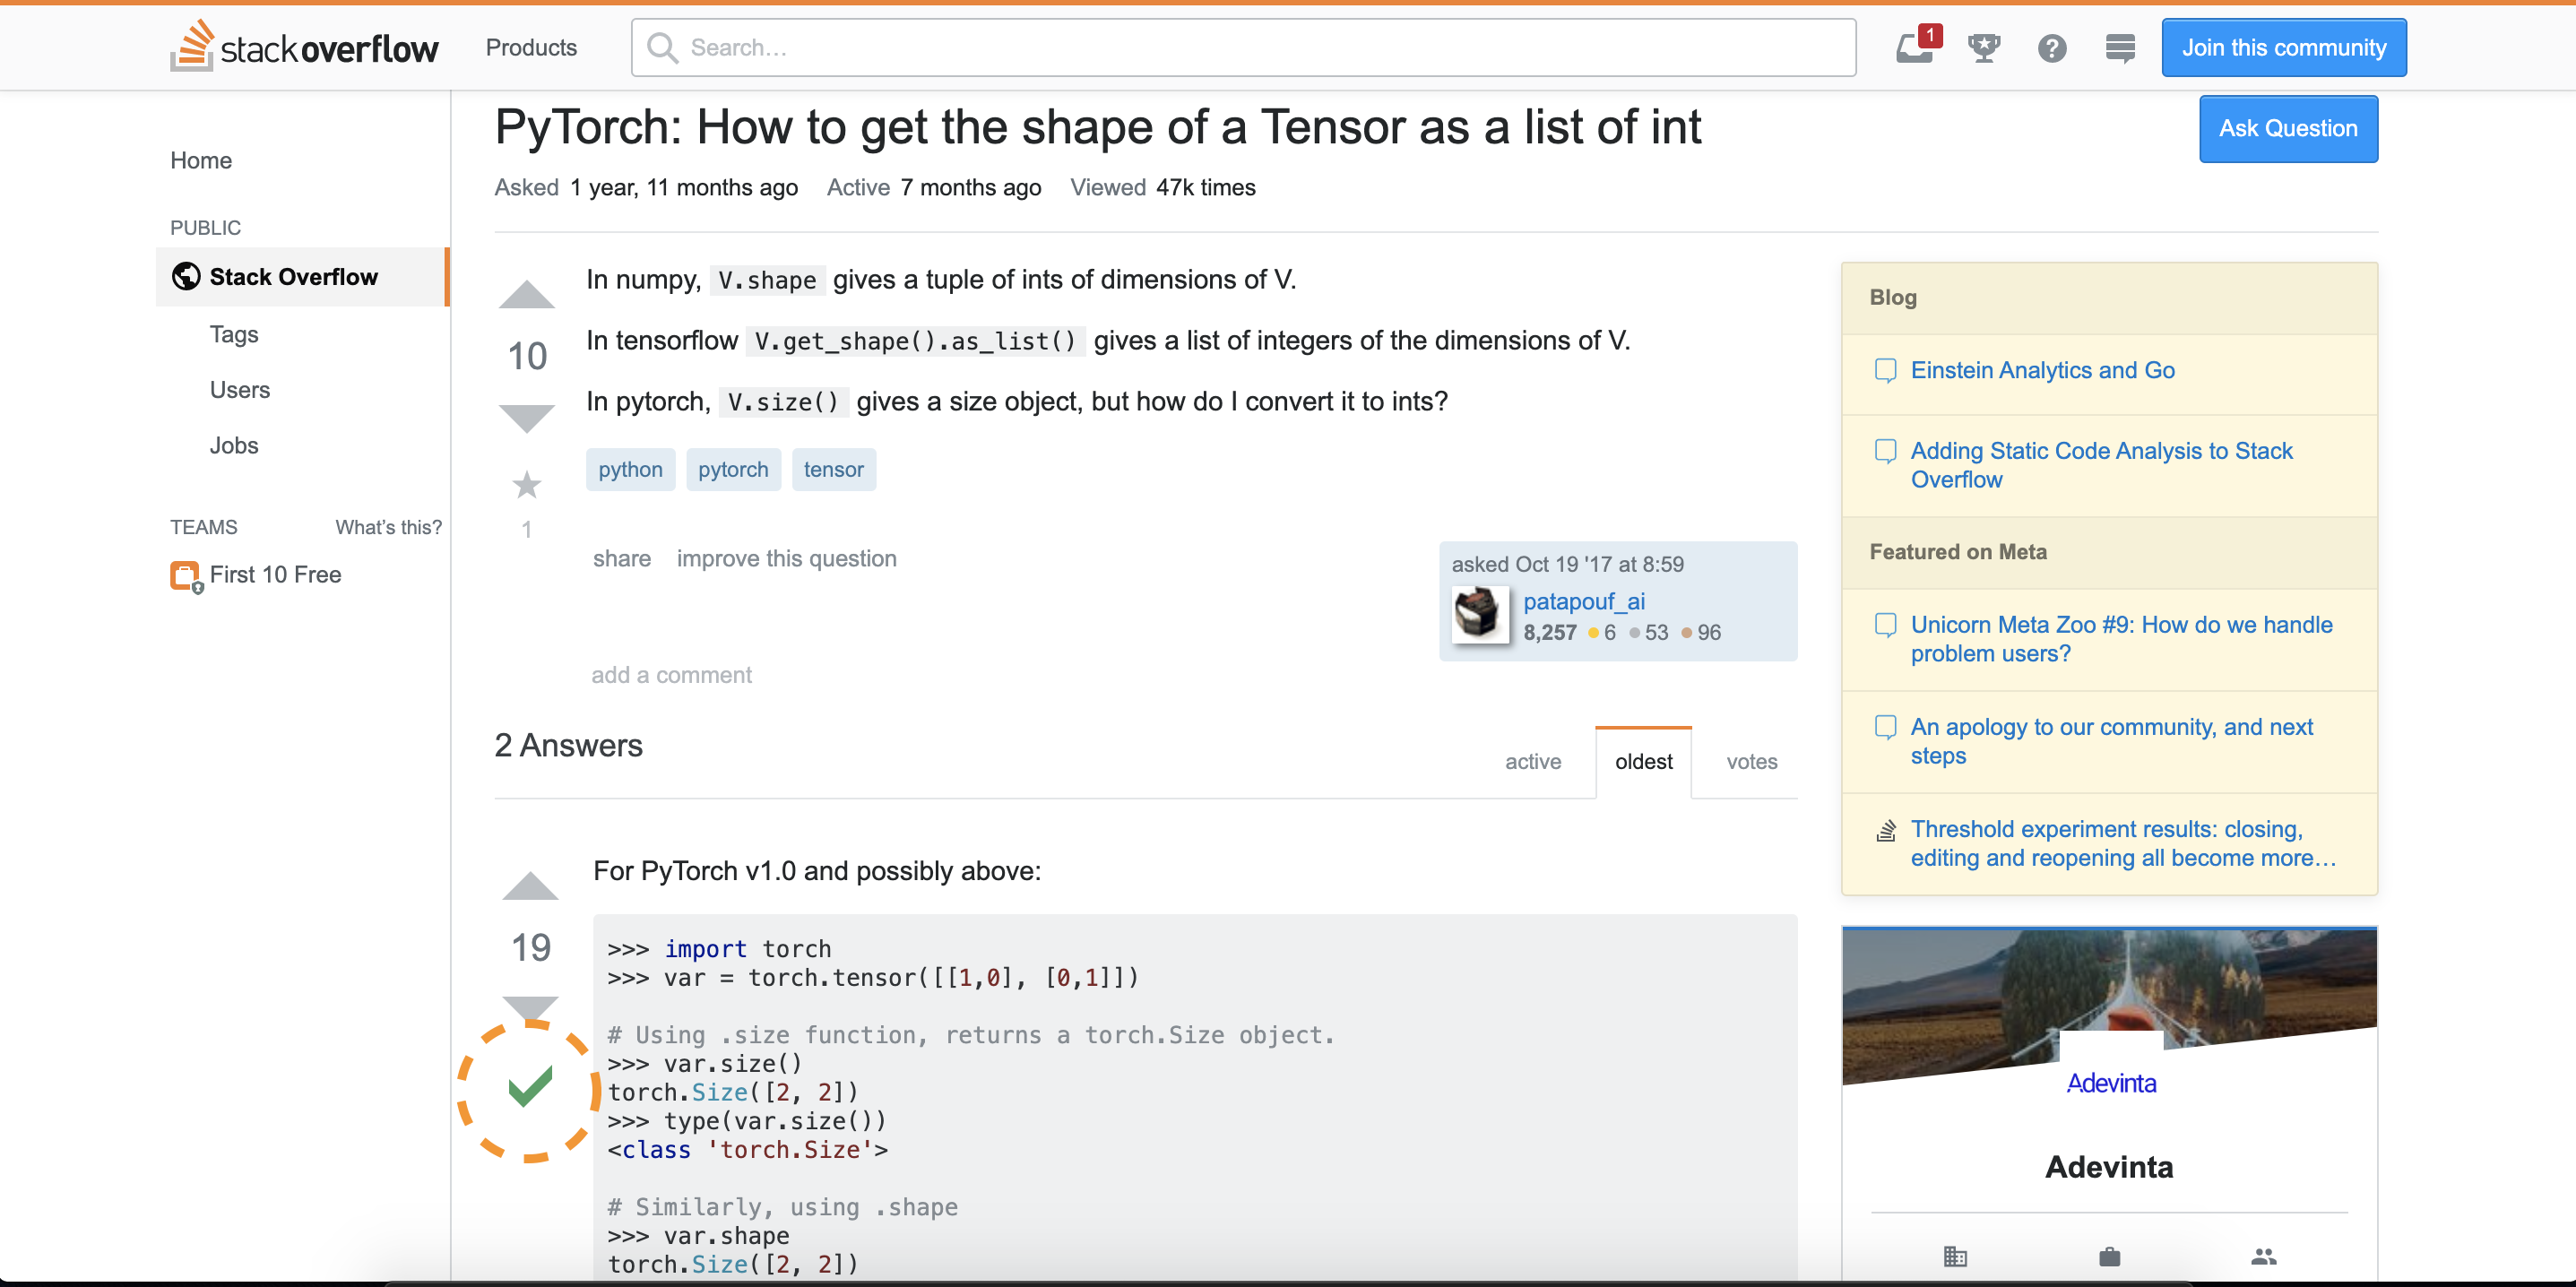 stackoverflow
Products
Search…
1
Join this community
PyTorch: How to get the shape of a Tensor as a list of int
Ask Question
Asked 1 year, 11 months ago Active 7 months ago Viewed 47k times
Home
PUBLIC
Stack Overflow
Tags
Users
Jobs
TEAMS What's this?
First 10 Free
10
1
In numpy, V.shape gives a tuple of ints of dimensions of V.
In tensorflow V.get_shape().as_list() gives a list of integers of the dimensions of V.
In pytorch, V.size() gives a size object, but how do I convert it to ints?
python pytorch tensor
share improve this question
asked Oct 19 '17 at 8:59
patapouf_ai
8,257 6 53 96
add a comment
2 Answers
active oldest votes
19
For PyTorch v1.0 and possibly above:
>>> import torch
>>> var = torch.tensor([[1,0], [0,1]])
# Using .size function, returns a torch.Size object.
>>> var.size()
torch.Size([2, 2])
>>> type(var.size())
<class 'torch.Size'>
# Similarly, using .shape
>>> var.shape
torch.Size([2, 2])
Blog
Einstein Analytics and Go
Adding Static Code Analysis to Stack
Overflow
Featured on Meta
Unicorn Meta Zoo #9: How do we handle
problem users?
An apology to our community, and next
steps
Threshold experiment results: closing,
editing and reopening all become more…
Adevinta
Adevinta